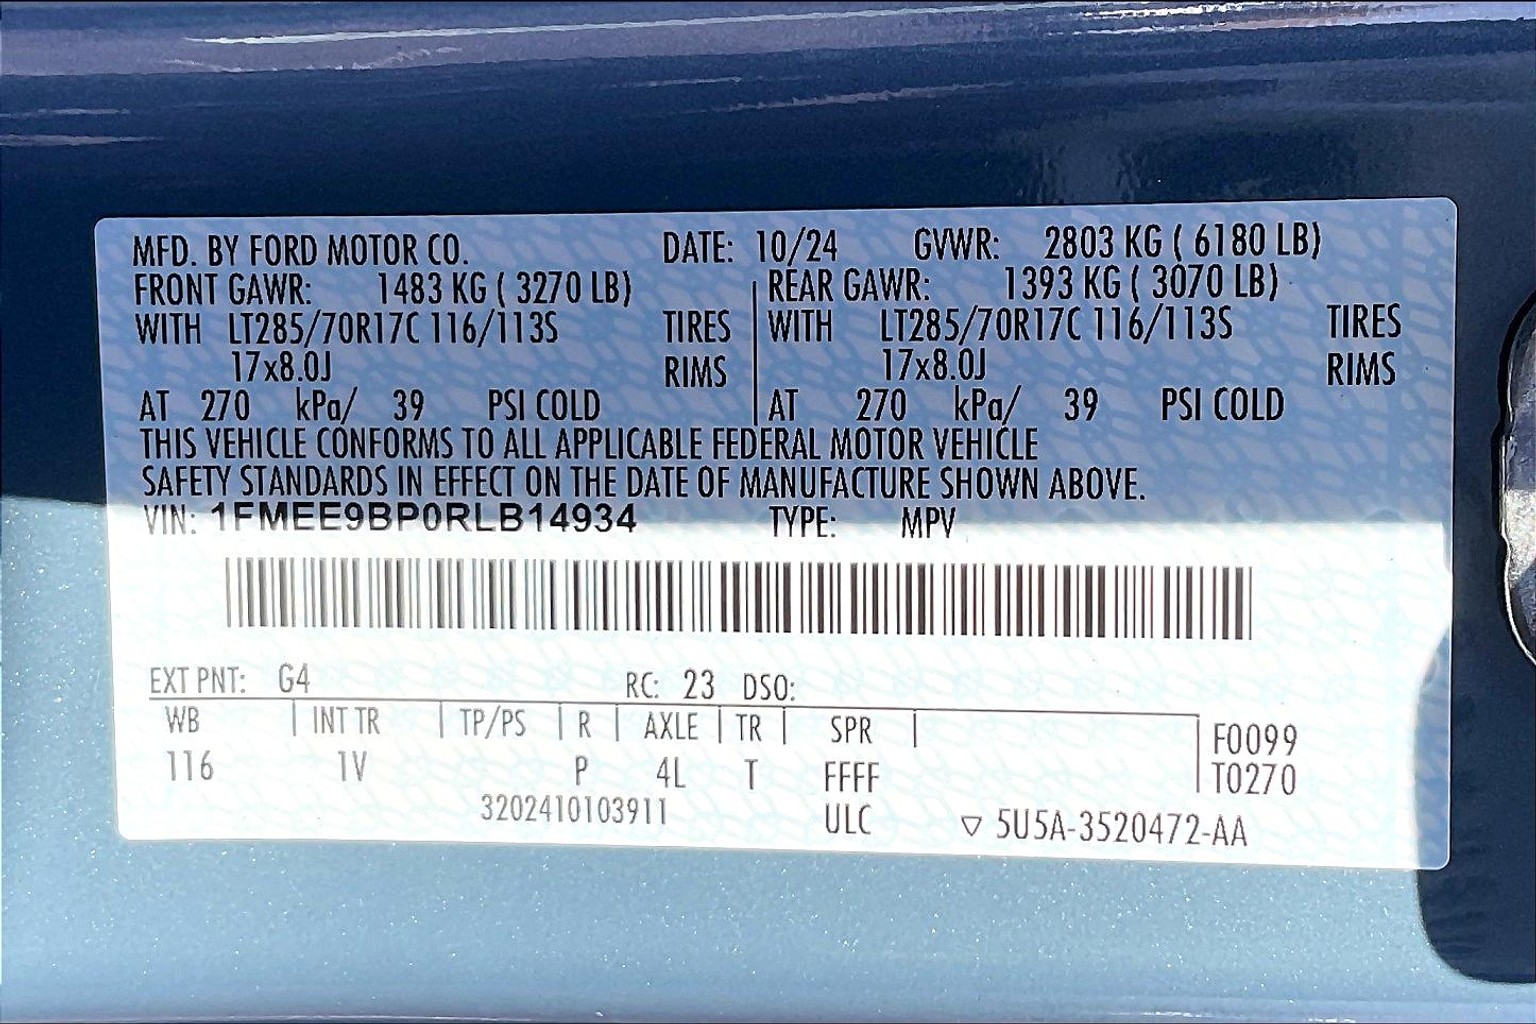 MFD. BY FORD MOTOR CO. DATE: 10/24 GVWR: 2803 KG ( 6180 LB)
FRONT GAWR: 1483 KG ( 3270 LB) REAR GAWR: 1393 KG ( 3070 LB)
WITH LT285/70R17C 116/113S TIRES WITH LT285/70R17C 116/113S TIRES
17x8.0J RIMS 17x8.0J RIMS
AT 270 kPa/ 39 PSI COLD AT 270 kPa/ 39 PSI COLD
THIS VEHICLE CONFORMS TO ALL APPLICABLE FEDERAL MOTOR VEHICLE
SAFETY STANDARDS IN EFFECT ON THE DATE OF MANUFACTURE SHOWN ABOVE.
VIN: 1FMEE9BP0RLB14934 TYPE: MPV
EXT PNT: G4 RC: 23 DSO:
WB INT TR TP/PS R AXLE TR SPR F0099
116 1V P 4L T FFFF T0270
3202410103911 ULC ▽ 5U5A-3520472-AA